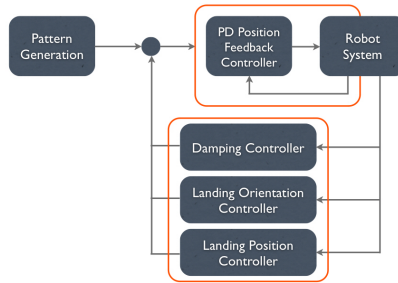 Pattern
Generation
PD Position
Feedback
Controller
Robot
System
Damping Controller
Landing Orientation
Controller
Landing Position
Controller